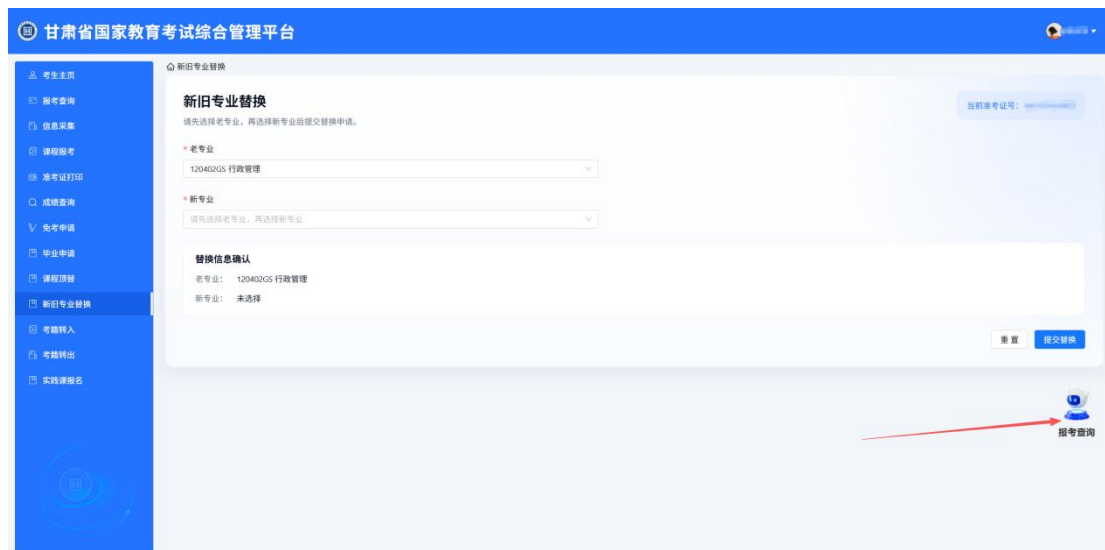 甘肃省国家教育考试综合管理平台
考生主页
报考查询
信息采集
课程报考
准考证打印
成绩查询
免考申请
毕业申请
课程顶替
新旧专业替换
考籍转入
考籍转出
实践课报名
新旧专业替换
新旧专业替换
当前准考证号：
请先选择老专业，再选择新专业后提交替换申请。
* 老专业
120402GS 行政管理
* 新专业
请先选择老专业，再选择新专业
替换信息确认
老专业： 120402GS 行政管理
新专业： 未选择
重置 提交替换
报考查询